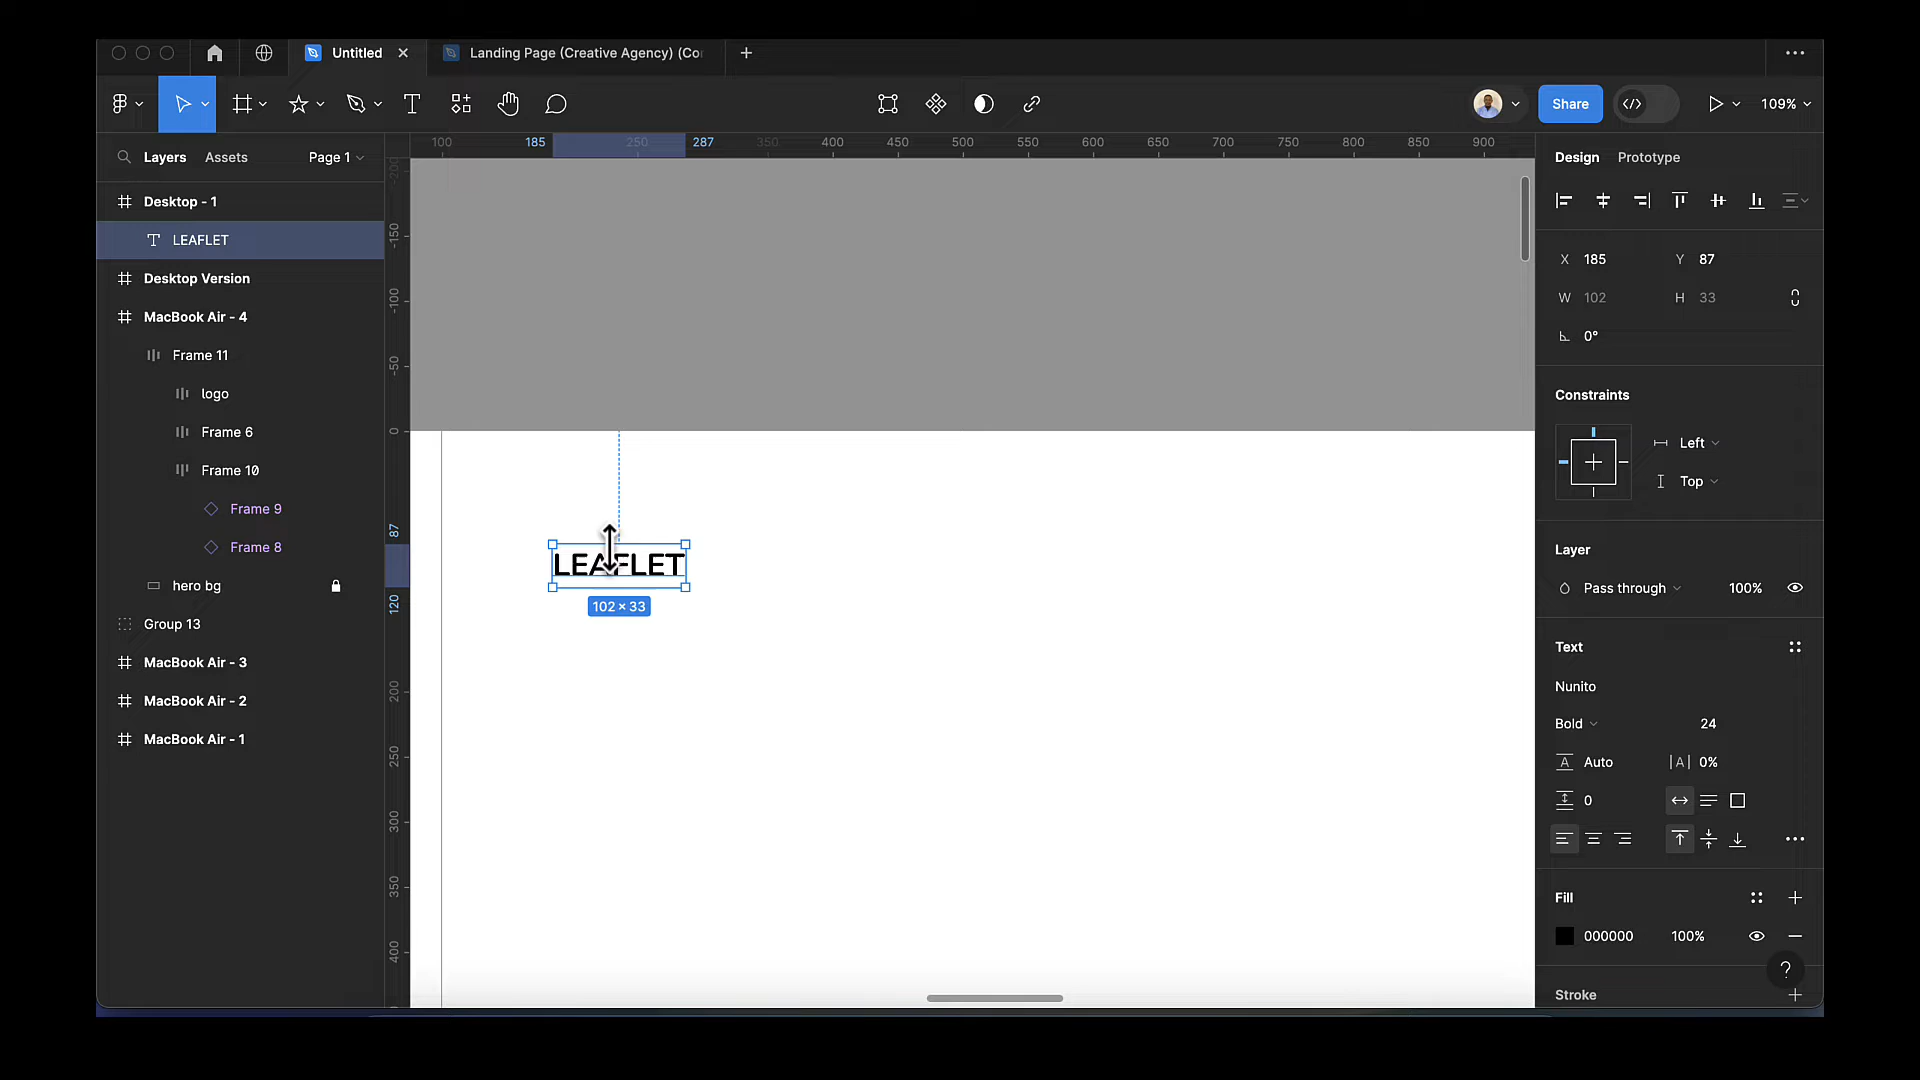 Untitled
Landing Page (Creative Agency) (Co
Share
109%
Layers
Assets
Page 1
Desktop - 1
LEAFLET
Desktop Version
MacBook Air - 4
Frame 11
logo
Frame 6
Frame 10
Frame 9
Frame 8
hero bg
Group 13
MacBook Air - 3
MacBook Air - 2
MacBook Air - 1
100 185 250 287 350 400 450 500 550 600 650 700 750 800 850 900
-200
-150
-100
-50
0
87
120
200
250
300
350
400
LEAFLET
102 × 33
Design
Prototype
X 185 Y 87
W 102 H 33
0°
Constraints
Left
Top
Layer
Pass through 100%
Text
Nunito
Bold 24
A Auto |A| 0%
0
Fill
000000 100%
?
Stroke